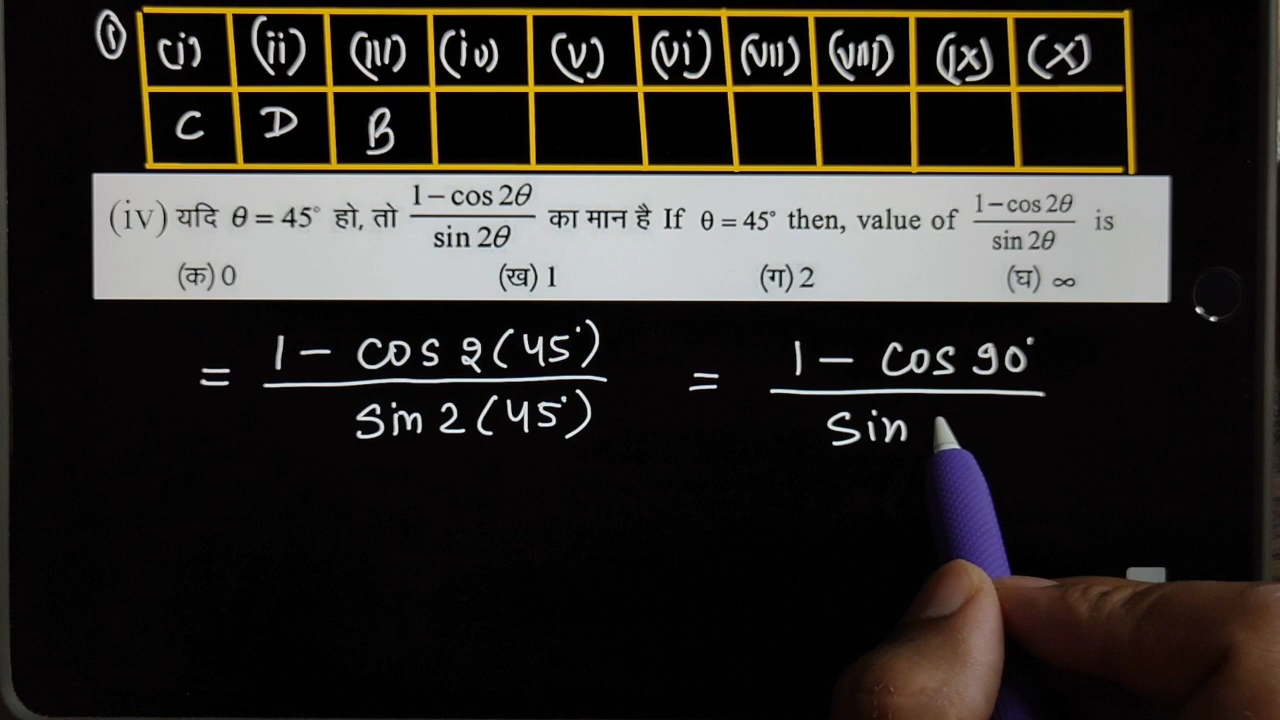 (i) (i) (ii) (iii) (iv) (v) (vi) (vii) (viii) (ix) (x)
C D B
(iv) यदि θ = 45° हो, तो (1-cos 2θ)/(sin 2θ) का मान है If θ = 45° then, value of (1-cos 2θ)/(sin 2θ) is
(क) 0 (ख) 1 (ग) 2 (घ) ∞
= (1 - cos 2(45°))/(sin 2(45°)) = (1 - cos 90°)/(sin